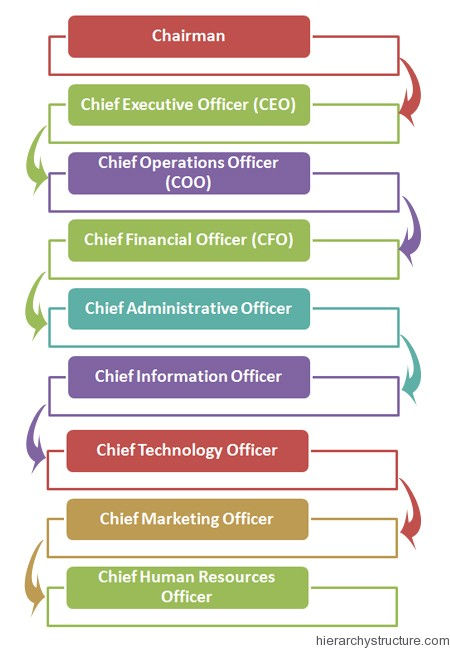 Chairman
Chief Executive Officer (CEO)
Chief Operations Officer
(COO)
Chief Financial Officer (CFO)
Chief Administrative Officer
Chief Information Officer
Chief Technology Officer
Chief Marketing Officer
Chief Human Resources
Officer
hierarchystructure.com